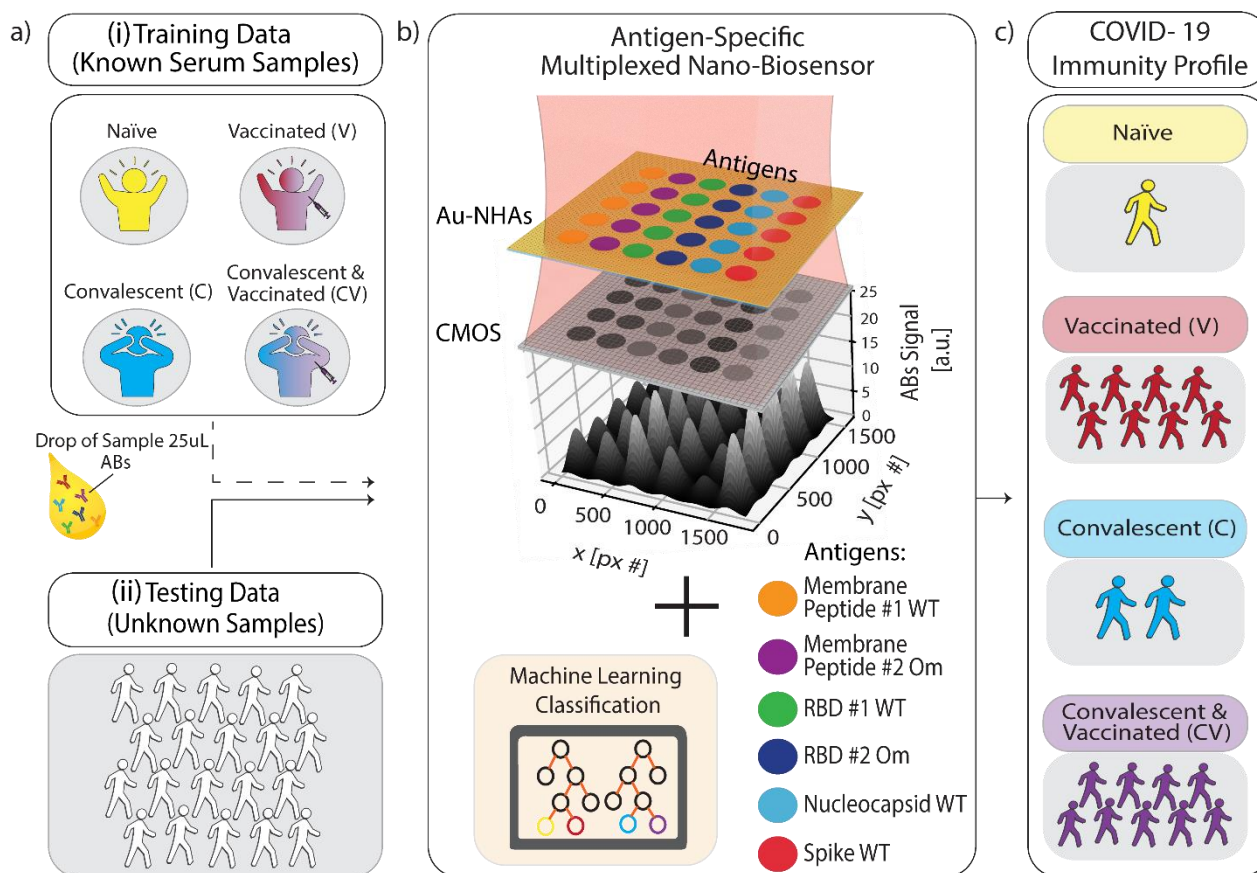 a)
(i) Training Data
(Known Serum Samples)
Naïve
Vaccinated (V)
Convalescent (C)
Convalescent &
Vaccinated (CV)
Drop of Sample 25uL
ABs
(ii) Testing Data
(Unknown Samples)
b)
Antigen-Specific
Multiplexed Nano-Biosensor
Antigens
Au-NHAs
CMOS
25
20
15
10
5
0
ABs Signal
[a.u.]
1500
1000
500
0
y [px #]
0
500
1000
1500
x [px #]
Antigens:
Membrane
Peptide #1 WT
Membrane
Peptide #2 Om
RBD #1 WT
RBD #2 Om
Nucleocapsid WT
Spike WT
Machine Learning
Classification
c)
COVID- 19
Immunity Profile
Naïve
Vaccinated (V)
Convalescent (C)
Convalescent &
Vaccinated (CV)